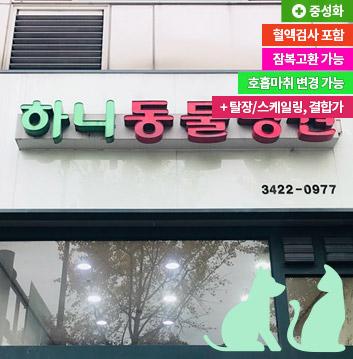 중성화
혈액검사 포함
잠복고환 가능
호흡마취 변경 가능
+ 탈장/스케일링, 결합가
하니동물병원
3422-0977